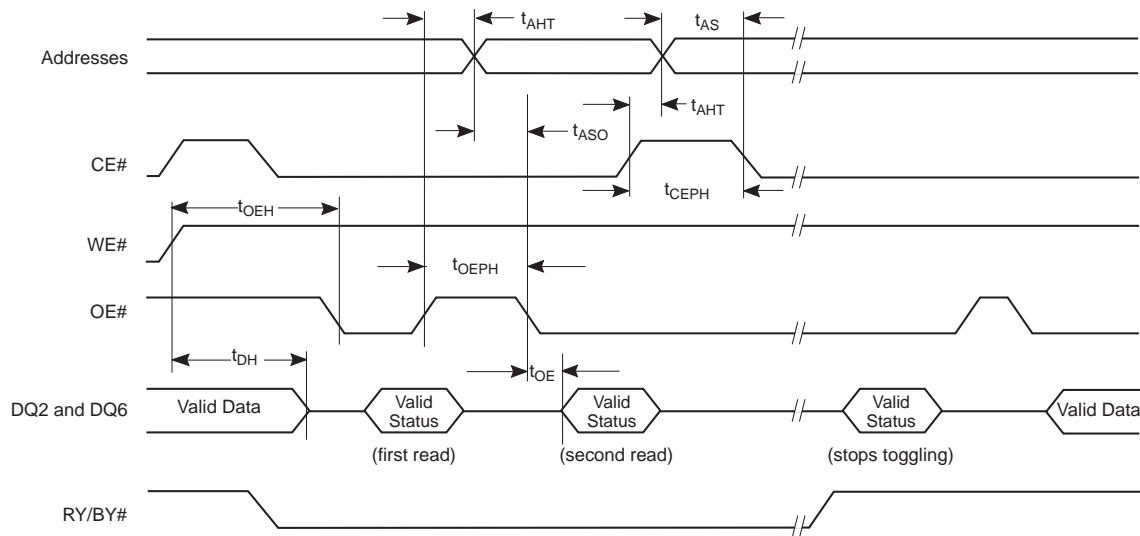 tAHT
tAS
Addresses
tAHT
tASO
CE#
tCEPH
tOEH
WE#
tOEPH
OE#
tDH
tOE
DQ2 and DQ6
Valid Data
Valid
Status
Valid
Status
Valid
Status
Valid Data
(first read)
(second read)
(stops toggling)
RY/BY#